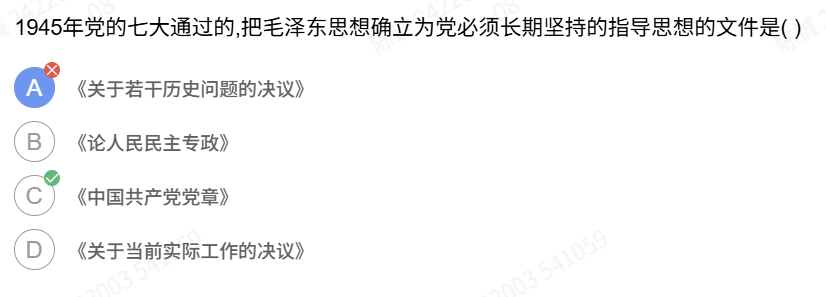 1945年党的七大通过的,把毛泽东思想确立为党必须长期坚持的指导思想的文件是( )
A 《关于若干历史问题的决议》
B 《论人民民主专政》
C 《中国共产党党章》
D 《关于当前实际工作的决议》